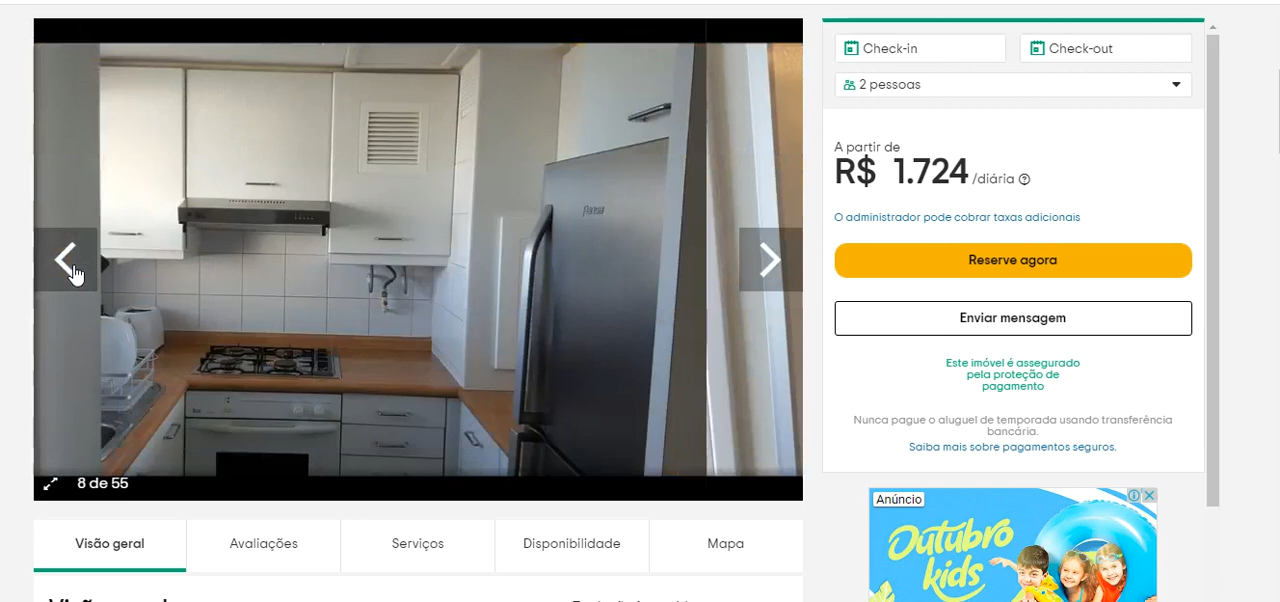 8 de 55
Visão geral
Avaliações
Serviços
Disponibilidade
Mapa
Check-in
Check-out
2 pessoas
A partir de
R$ 1.724 /diária
O administrador pode cobrar taxas adicionais
Reserve agora
Enviar mensagem
Este imóvel é assegurado
pela proteção de
pagamento
Nunca pague o aluguel de temporada usando transferência
bancária.
Saiba mais sobre pagamentos seguros.
Anúncio
Outubro
kids